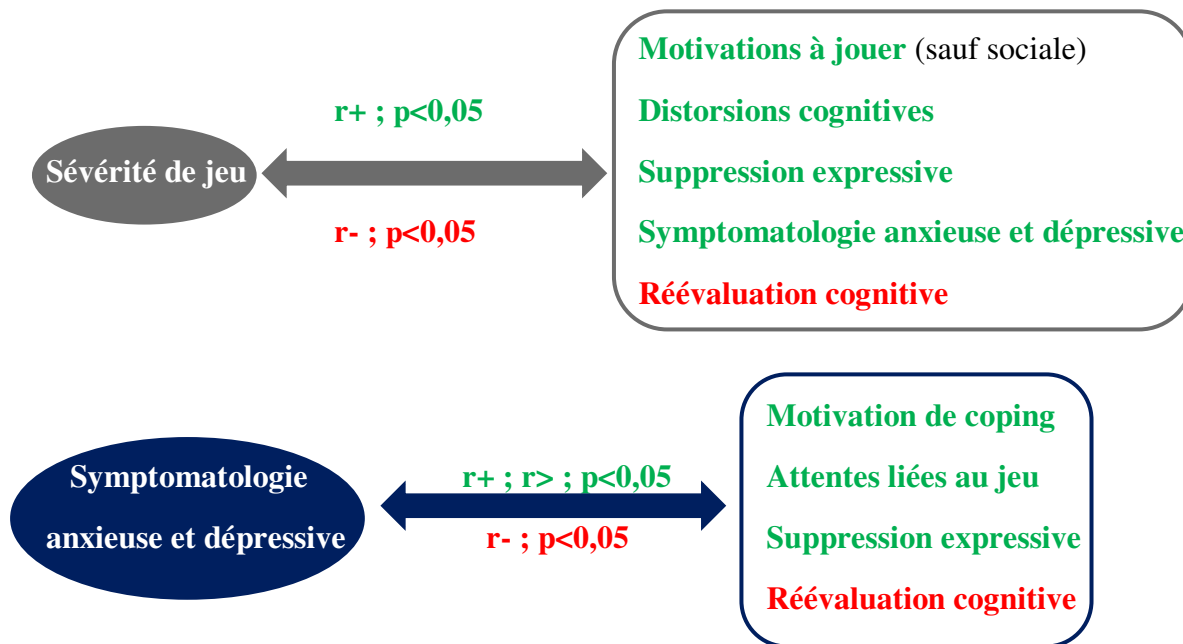 Motivations à jouer (sauf sociale)
r+ ; p<0,05
Distorsions cognitives
Sévérité de jeu
Suppression expressive
r- ; p<0,05
Symptomatologie anxieuse et dépressive
Réévaluation cognitive
Motivation de coping
Symptomatologie
r+ ; r> ; p<0,05
Attentes liées au jeu
anxieuse et dépressive
r- ; p<0,05
Suppression expressive
Réévaluation cognitive